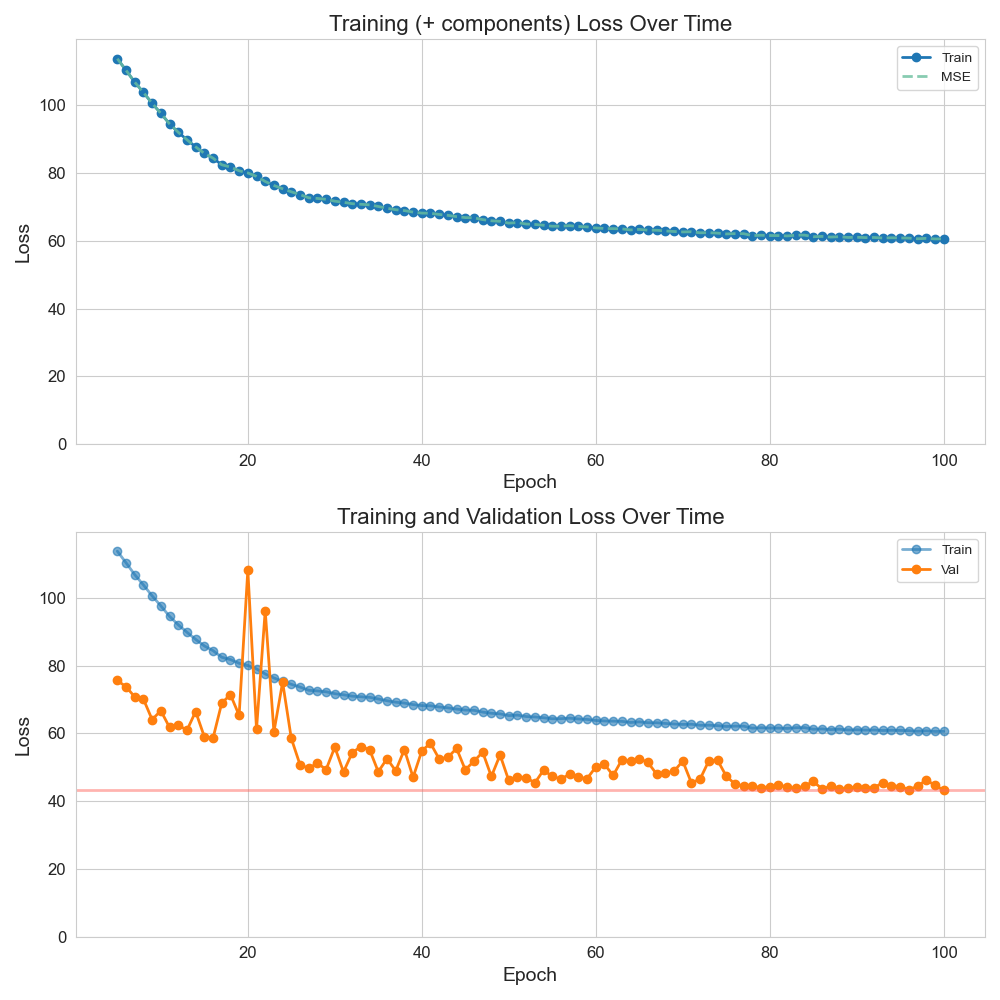 Training (+ components) Loss Over Time
Train
MSE
Loss
100
80
60
40
20
0
20 40 60 80 100
Epoch
Training and Validation Loss Over Time
Train
Val
Loss
100
80
60
40
20
0
20 40 60 80 100
Epoch